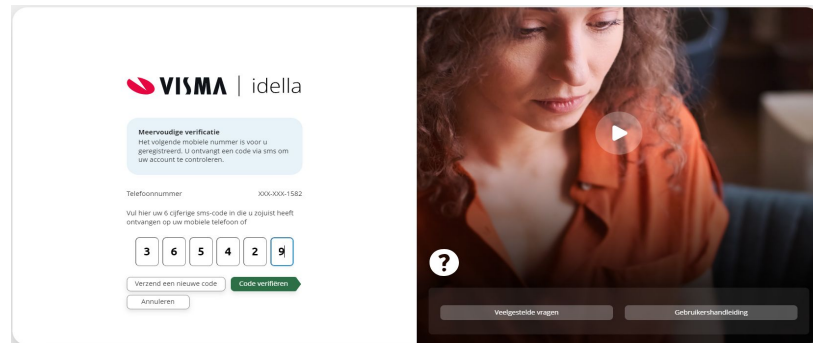 VISMA | idella
Meervoudige verificatie
Het volgende mobiele nummer is voor u
geregistreerd. U ontvangt een code via sms om
uw account te controleren.
Telefoonnummer XXX-XXX-1582
Vul hier uw 6 cijferige sms-code in die u zojuist heeft
ontvangen op uw mobiele telefoon of
3 6 5 4 2 9
Verzend een nieuwe code Code verifiëren
Annuleren
?
Veelgestelde vragen Gebruikershandleiding